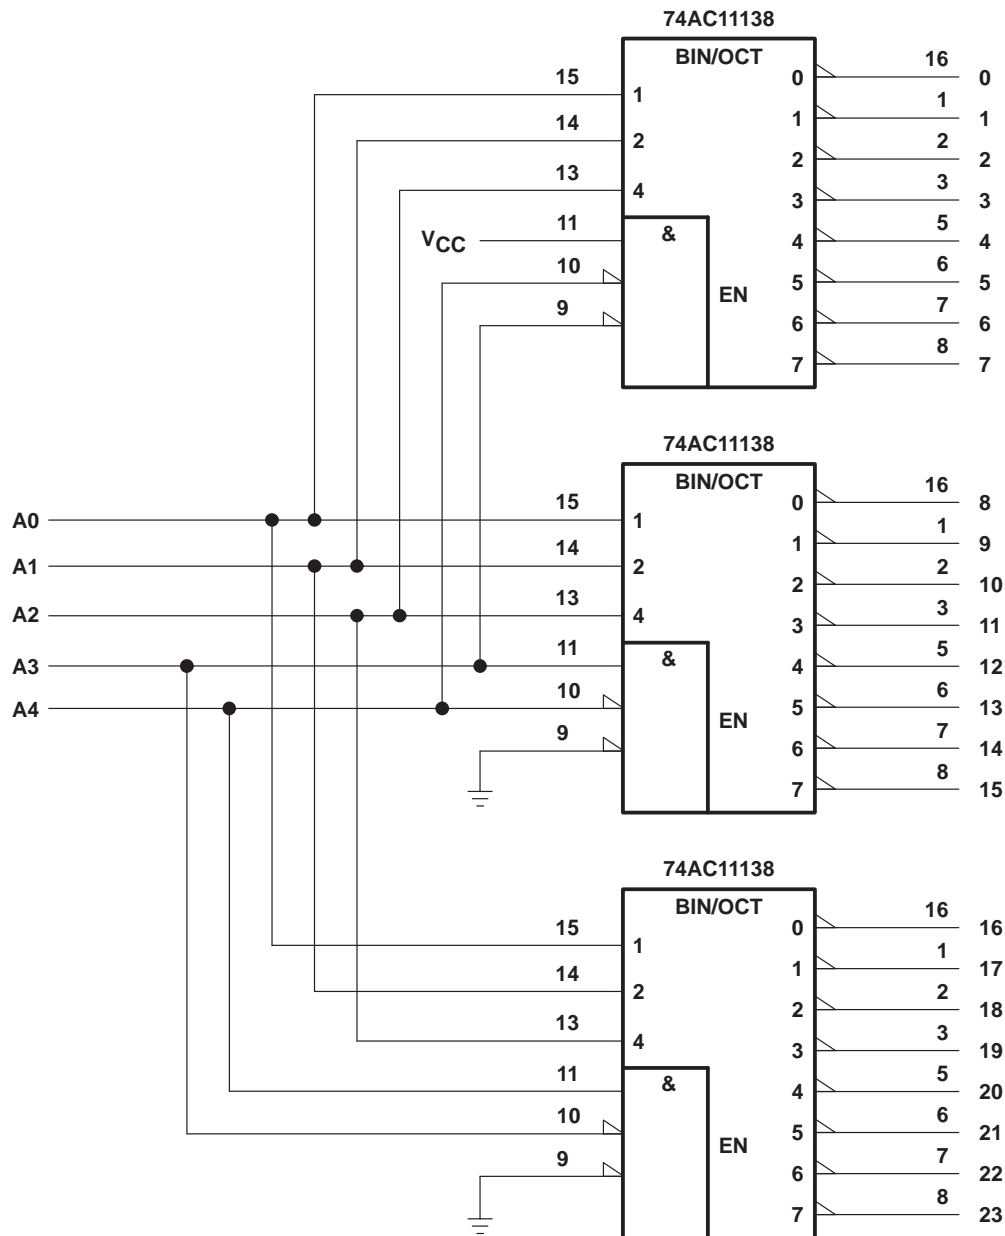 74AC11138
BIN/OCT
15 1 0 16 0
14 2 1 1 1
13 4 2 2 2
3 3 3
VCC 11 & 4 5 4
10 EN 5 6 5
9 6 7 6
7 8 7
74AC11138
BIN/OCT
A0 15 1 0 16 8
A1 14 2 1 1 9
A2 13 4 2 2 10
3 3 11
A3 11 & 4 5 12
A4 10 EN 5 6 13
9 6 7 14
7 8 15
74AC11138
BIN/OCT
15 1 0 16 16
14 2 1 1 17
13 4 2 2 18
3 3 19
11 & 4 5 20
10 EN 5 6 21
9 6 7 22
7 8 23